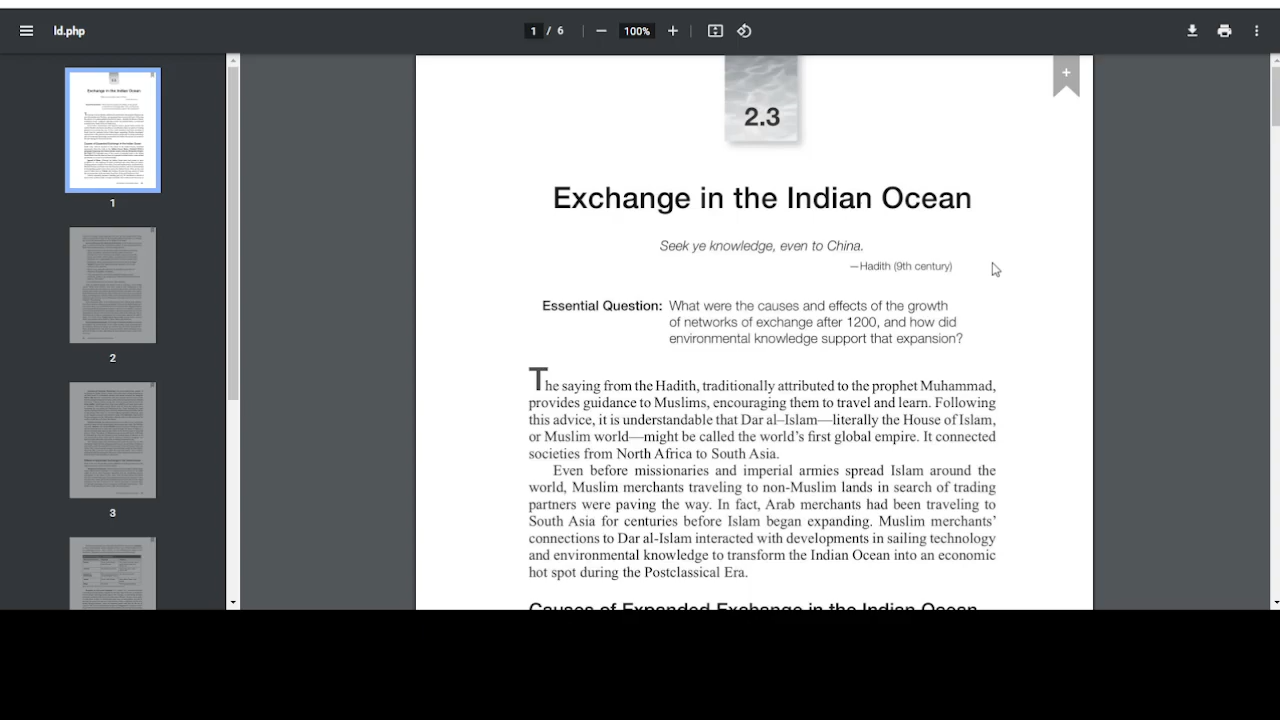 ld.php
1 / 6
100%
1
2
3
2.3
Exchange in the Indian Ocean
Seek ye knowledge, even to China.
—Hadith (9th century)
Essential Question: What were the causes and effects of the growth
of networks of exchange after 1200, and how did
environmental knowledge support that expansion?
The saying from the Hadith, traditionally attributed to the prophet Muhammad,
provides guidance to Muslims, encouraging them to travel and learn. Following
this advice, it is understandable that Dar al–Islam—literally the House of Islam,
or Muslim world—might be called the world's first global empire. It connected
societies from North Africa to South Asia.
Even before missionaries and imperial armies spread Islam around the
world, Muslim merchants traveling to non-Muslim lands in search of trading
partners were paving the way. In fact, Arab merchants had been traveling to
South Asia for centuries before Islam began expanding. Muslim merchants'
connections to Dar al-Islam interacted with developments in sailing technology
and environmental knowledge to transform the Indian Ocean into an economic
hot spot during the Postclassical Era.
Causes of Expanded Exchange in the Indian Ocean